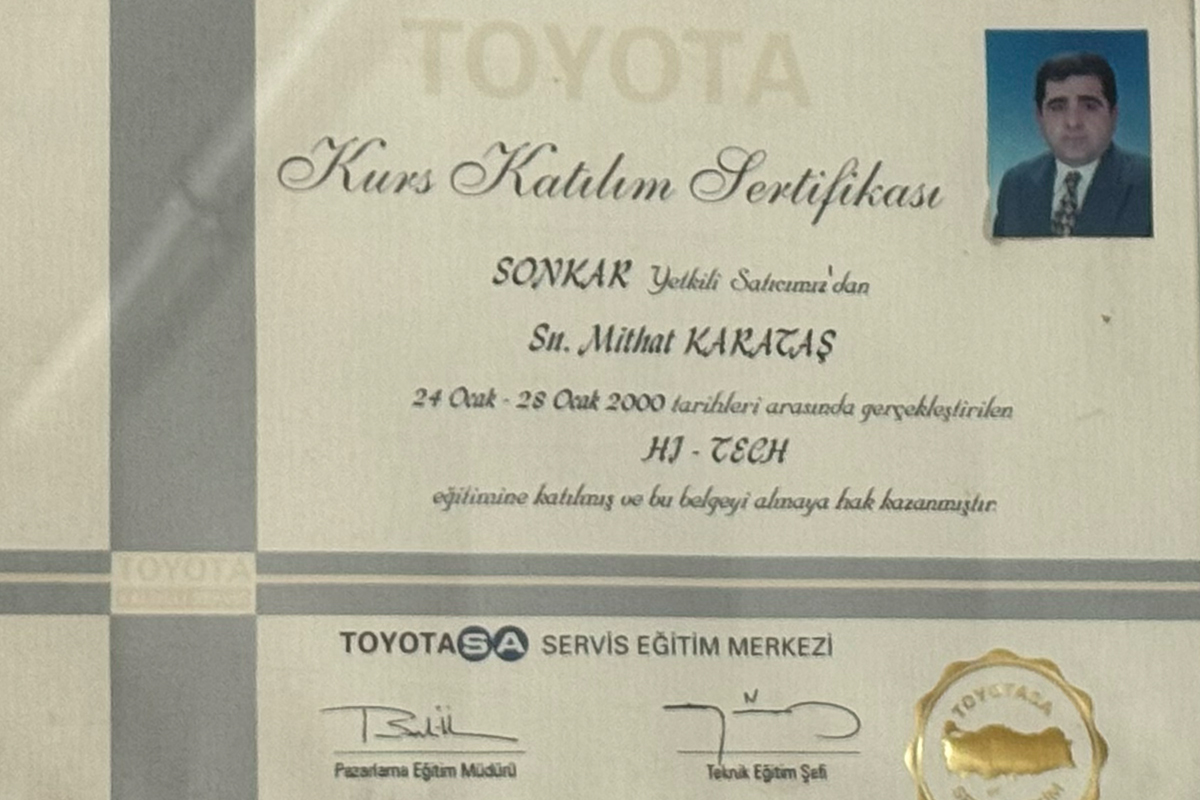 TOYOTA
Kurs Katılım Sertifikası
SONKAR Yetkili Satıcımız'dan
Sn. Mithat KARATAŞ
24 Ocak - 28 Ocak 2000 tarihleri arasında gerçekleştirilen
HI - TECH
eğitimine katılmış ve bu belgeyi almaya hak kazanmıştır.
TOYOTA
TOYOTASA SERVİS EĞİTİM MERKEZİ
Pazarlama Eğitim Müdürü
Teknik Eğitim Şefi
TOYOTASA